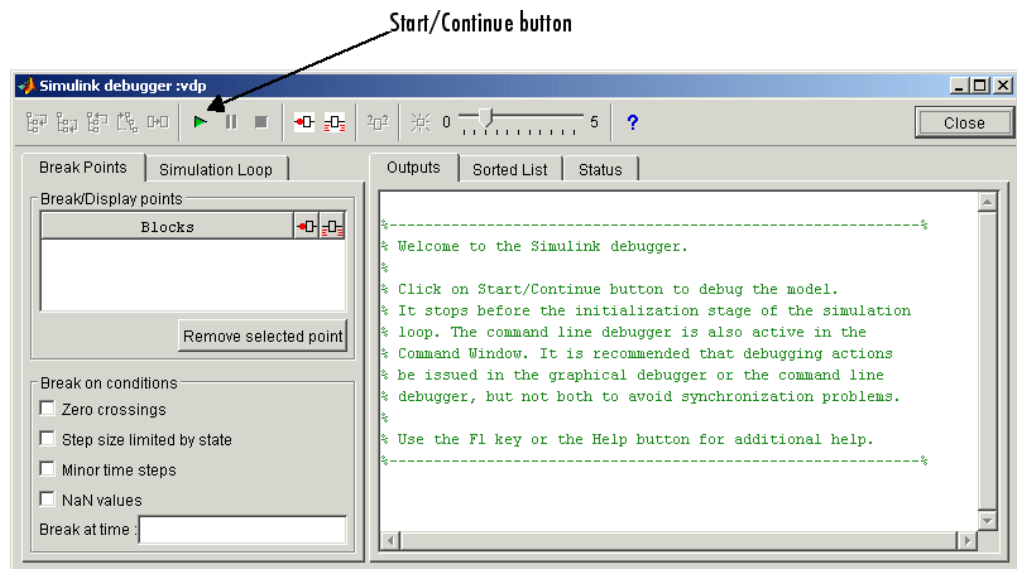 Start/Continue button
Simulink debugger :vdp
0 5 ? Close
Break Points Simulation Loop
Break/Display points
Blocks
Remove selected point
Break on conditions
Zero crossings
Step size limited by state
Minor time steps
NaN values
Break at time :
Outputs Sorted List Status
%----------------------------------------------------------------%
% Welcome to the Simulink debugger.
%
% Click on Start/Continue button to debug the model.
% It stops before the initialization stage of the simulation
% loop. The command line debugger is also active in the
% Command Window. It is recommended that debugging actions
% be issued in the graphical debugger or the command line
% debugger, but not both to avoid synchronization problems.
%
% Use the F1 key or the Help button for additional help.
%----------------------------------------------------------------%